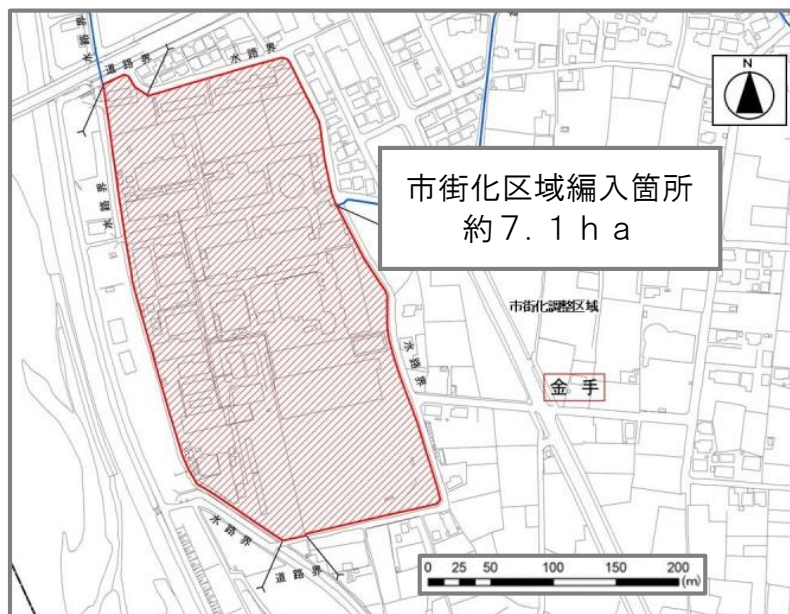 水路界
道路界
水路界
N
市街化区域編入箇所
約７．１ｈａ
水路界
市街化調整区域
水路界
金手
水路界
道路界
0 25 50 100 150 200
(m)